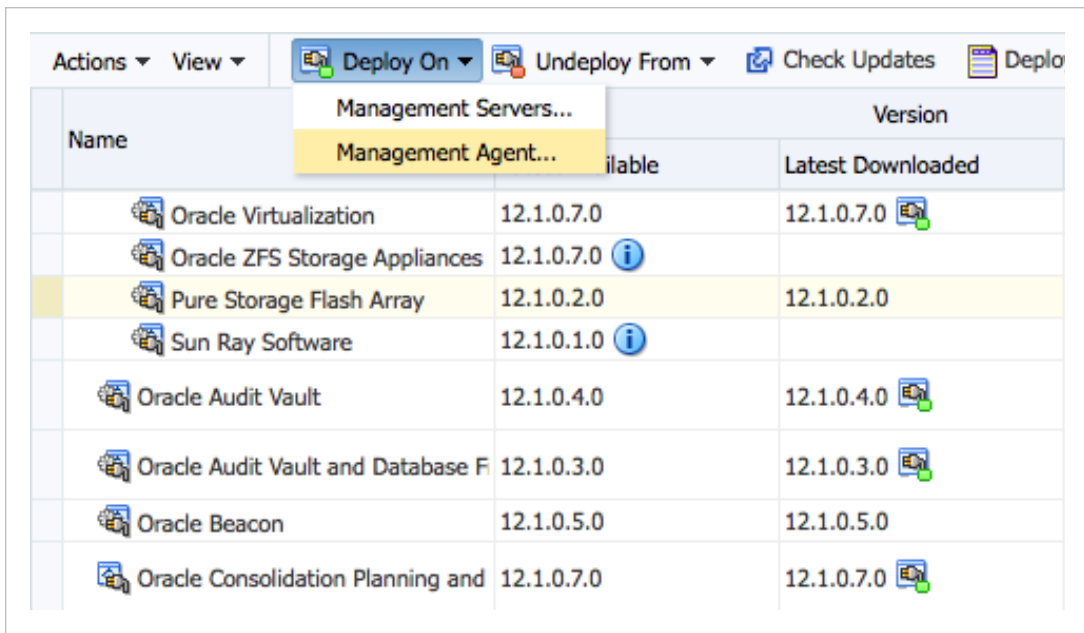 Actions View Deploy On Undeploy From Check Updates
Management Servers...
Version
Name
Management Agent...
Latest Downloaded
Oracle Virtualization 12.1.0.7.0 12.1.0.7.0
Oracle ZFS Storage Appliances 12.1.0.7.0
Pure Storage Flash Array 12.1.0.2.0 12.1.0.2.0
Sun Ray Software 12.1.0.1.0
Oracle Audit Vault 12.1.0.4.0 12.1.0.4.0
Oracle Audit Vault and Database 12.1.0.3.0 12.1.0.3.0
Oracle Beacon 12.1.0.5.0 12.1.0.5.0
Oracle Consolidation Planning and 12.1.0.7.0 12.1.0.7.0